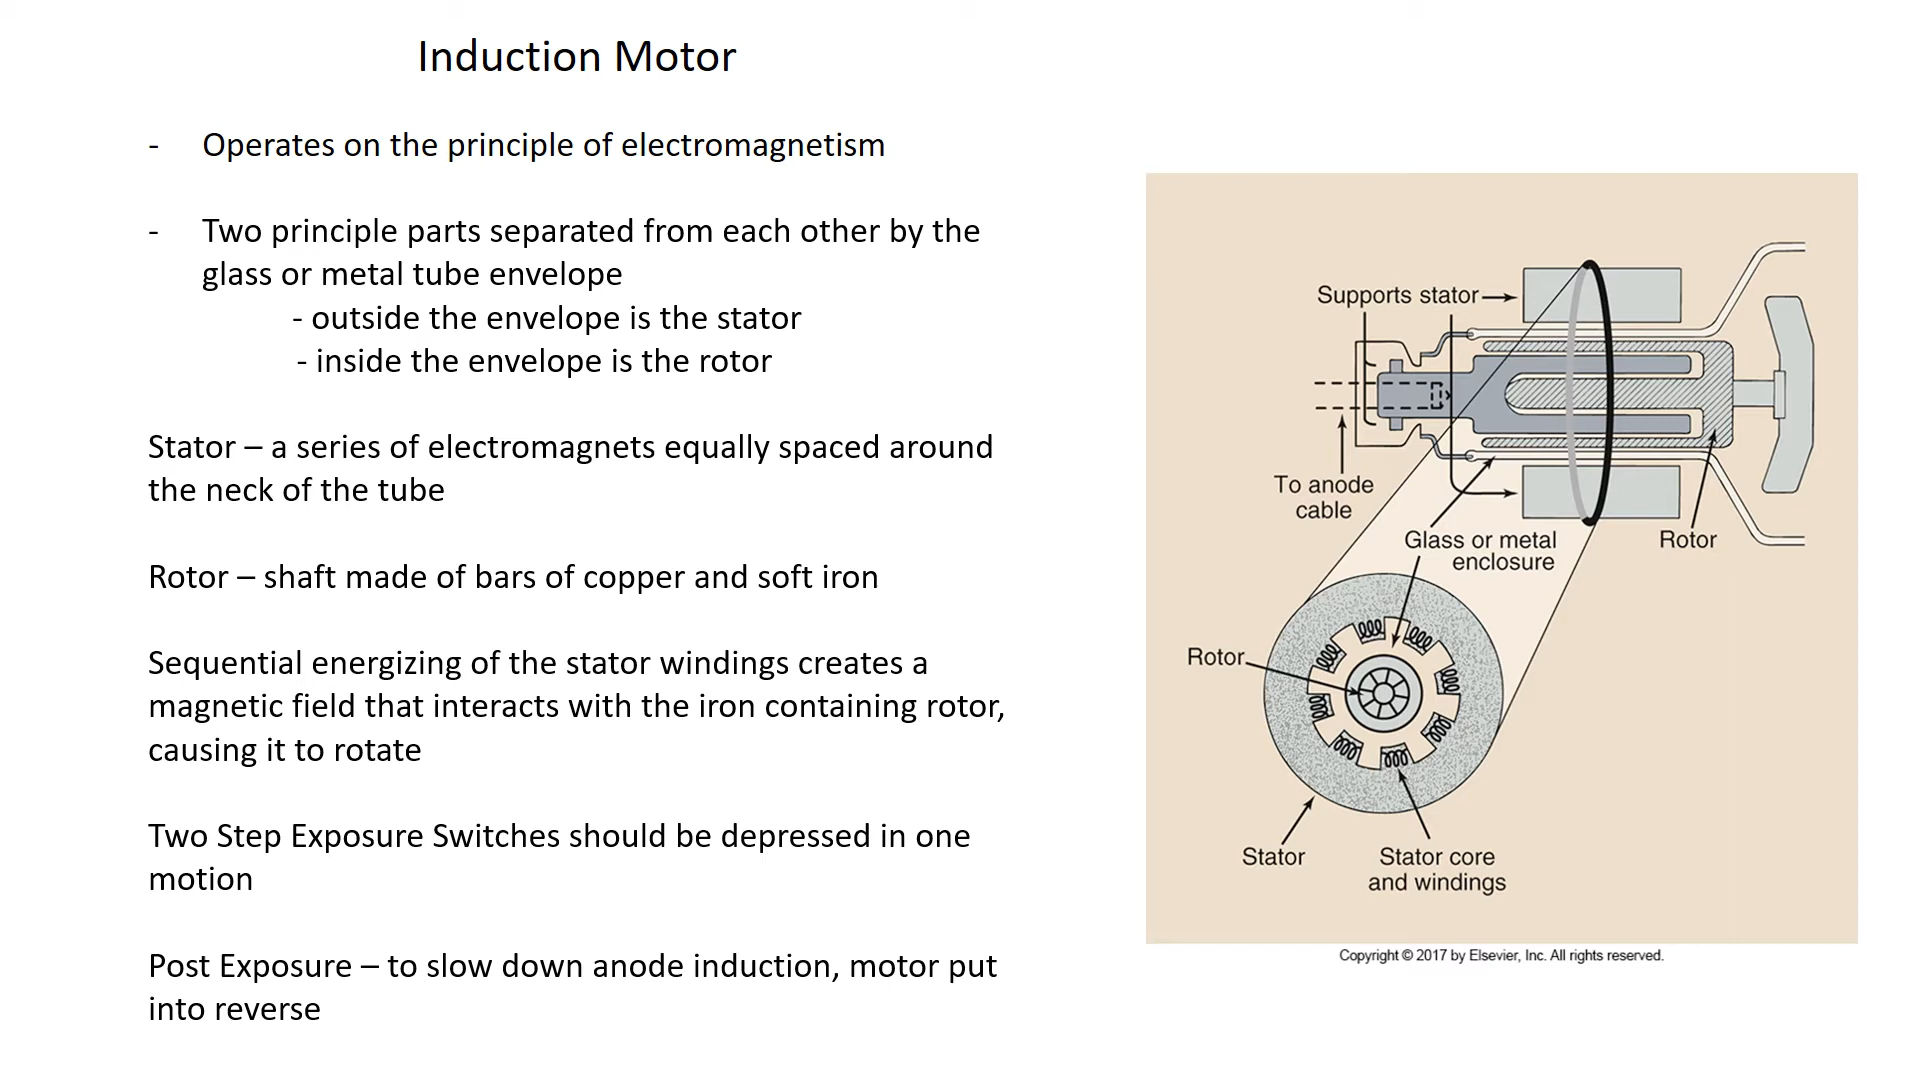 Induction Motor
- Operates on the principle of electromagnetism
- Two principle parts separated from each other by the
glass or metal tube envelope
- outside the envelope is the stator
- inside the envelope is the rotor
Stator – a series of electromagnets equally spaced around
the neck of the tube
Rotor – shaft made of bars of copper and soft iron
Sequential energizing of the stator windings creates a
magnetic field that interacts with the iron containing rotor,
causing it to rotate
Two Step Exposure Switches should be depressed in one
motion
Post Exposure – to slow down anode induction, motor put
into reverse
Supports stator
To anode
cable
Glass or metal
enclosure
Rotor
Rotor
Stator
Stator core
and windings
Copyright © 2017 by Elsevier, Inc. All rights reserved.